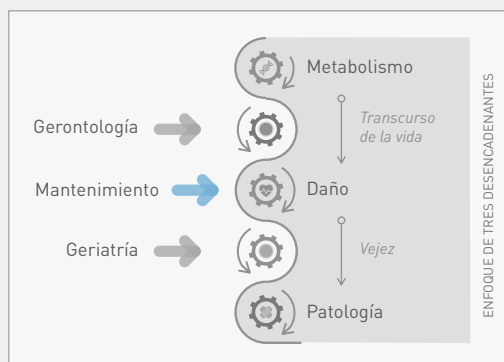 Metabolismo
Gerontología
Transcurso
de la vida
Mantenimiento
Daño
Geriatría
Vejez
Patología
ENFOQUE DE TRES DESENCADENANTES